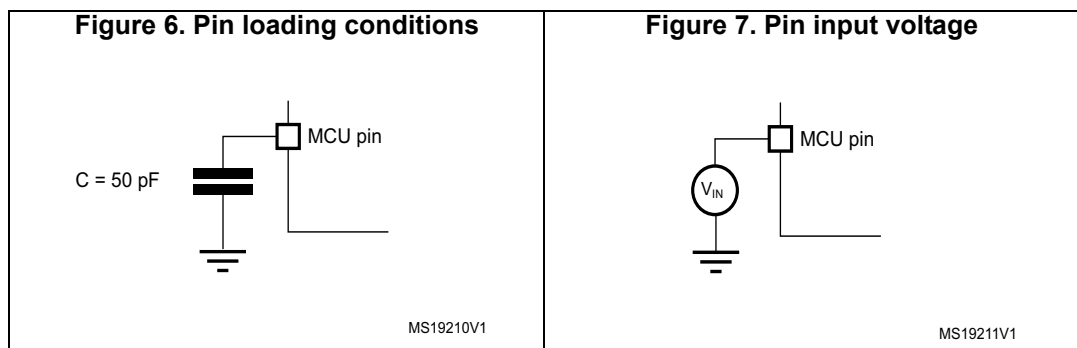 Figure 6. Pin loading conditions
Figure 7. Pin input voltage
MCU pin
C = 50 pF
MS19210V1
MCU pin
VIN
MS19211V1